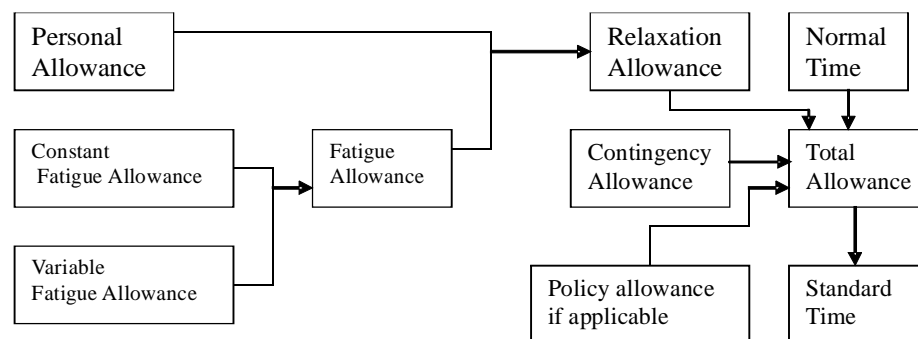 Personal
Allowance
Relaxation
Allowance
Normal
Time
Constant
Fatigue Allowance
Fatigue
Allowance
Contingency
Allowance
Total
Allowance
Variable
Fatigue Allowance
Policy allowance
if applicable
Standard
Time